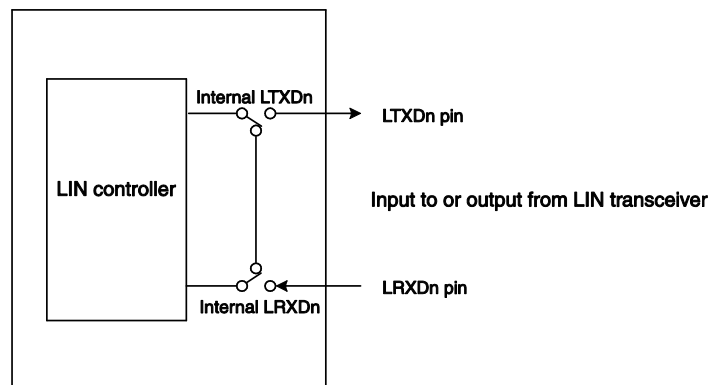 Internal LTXDn
LTXDn pin
LIN controller
Input to or output from LIN transceiver
LRXDn pin
Internal LRXDn